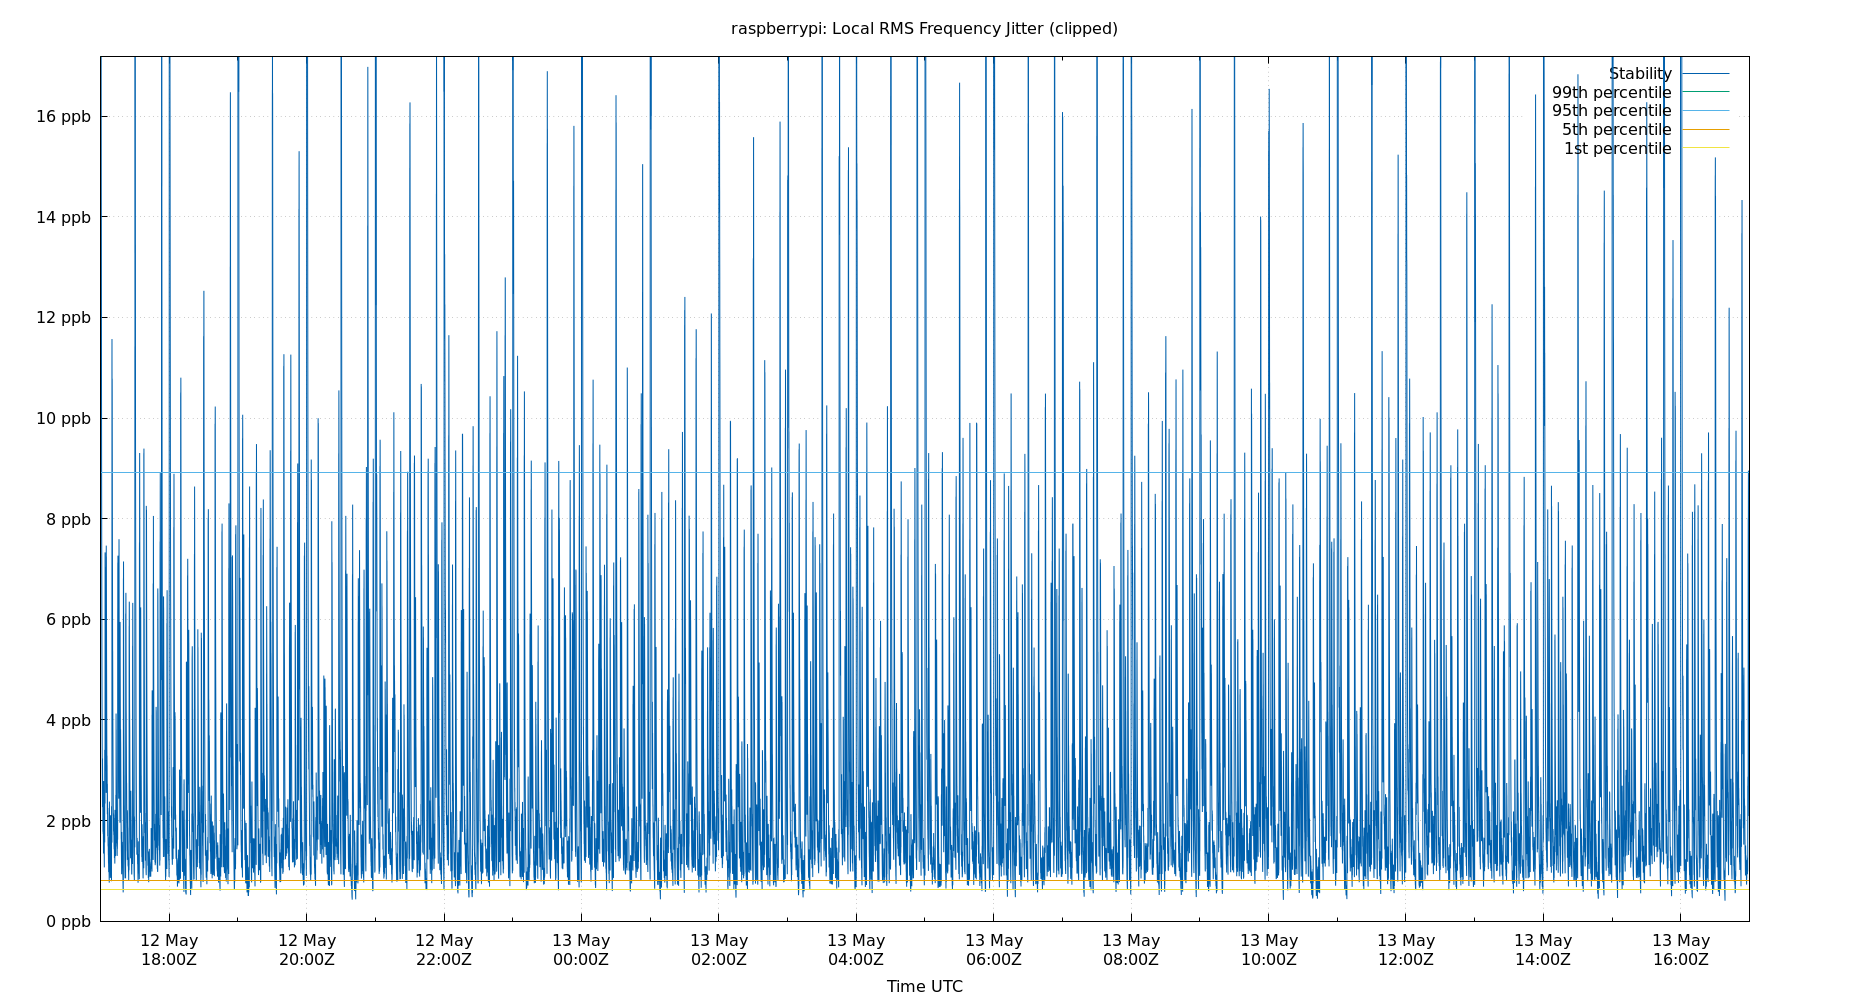 raspberrypi: Local RMS Frequency Jitter (clipped)
Stability
99th percentile
95th percentile
5th percentile
1st percentile
16 ppb
14 ppb
12 ppb
10 ppb
8 ppb
6 ppb
4 ppb
2 ppb
0 ppb
12 May 12 May 12 May 13 May 13 May 13 May 13 May 13 May 13 May 13 May 13 May 13 May
18:00Z 20:00Z 22:00Z 00:00Z 02:00Z 04:00Z 06:00Z 08:00Z 10:00Z 12:00Z 14:00Z 16:00Z
Time UTC